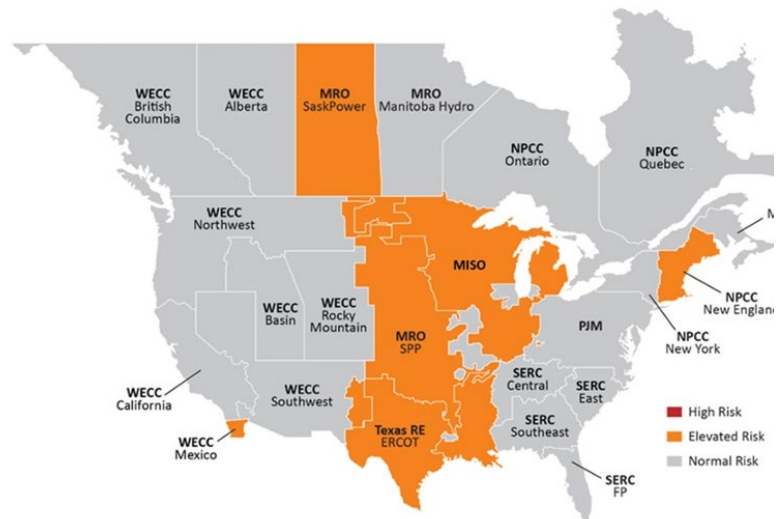 WECC
British
Columbia
WECC
Alberta
MRO
SaskPower
MRO
Manitoba Hydro
NPCC
Ontario
NPCC
Quebec
M
WECC
Northwest
MISO
NPCC
New England
WECC
Basin
WECC
Rocky
Mountain
MRO
SPP
PJM
NPCC
New York
WECC
California
WECC
Southwest
SERC
Central
SERC
East
WECC
Mexico
Texas RE
ERCOT
SERC
Southeast
SERC
FP
High Risk
Elevated Risk
Normal Risk